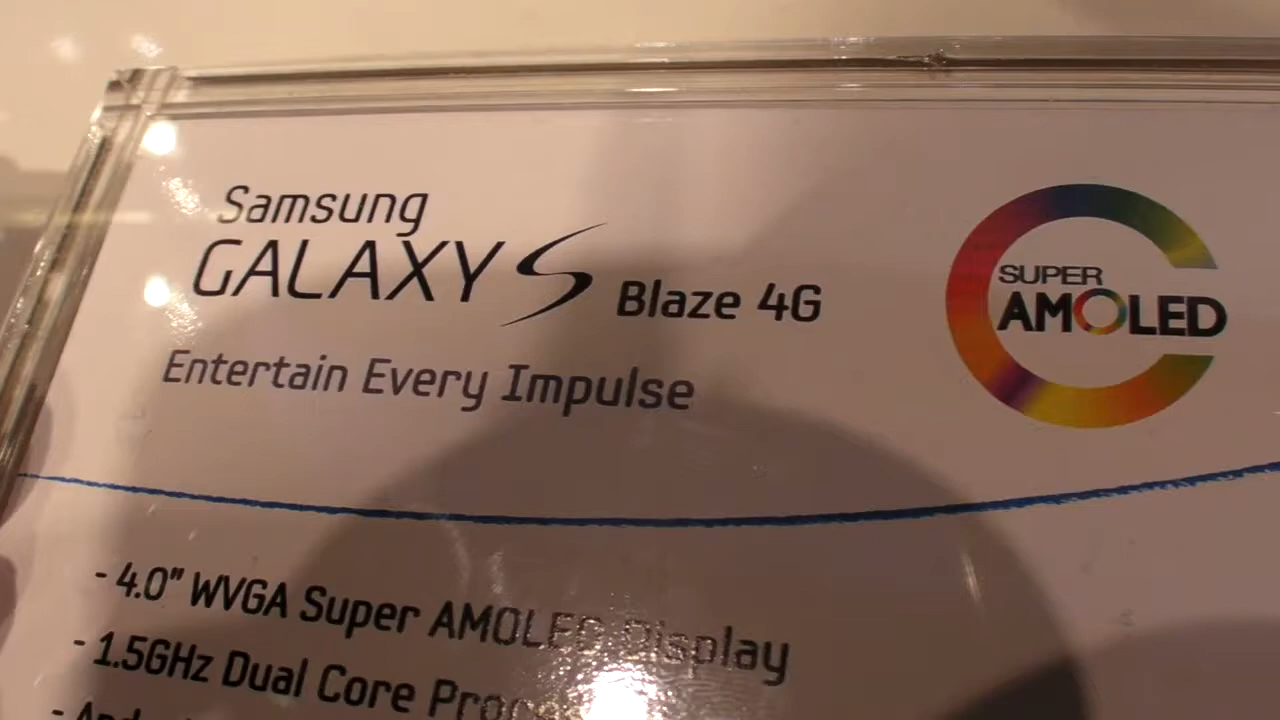 Samsung
GALAXY S Blaze 4G
Entertain Every Impulse
SUPER
AMOLED
- 4.0" WVGA Super AMOLED Display
- 1.5GHz Dual Core